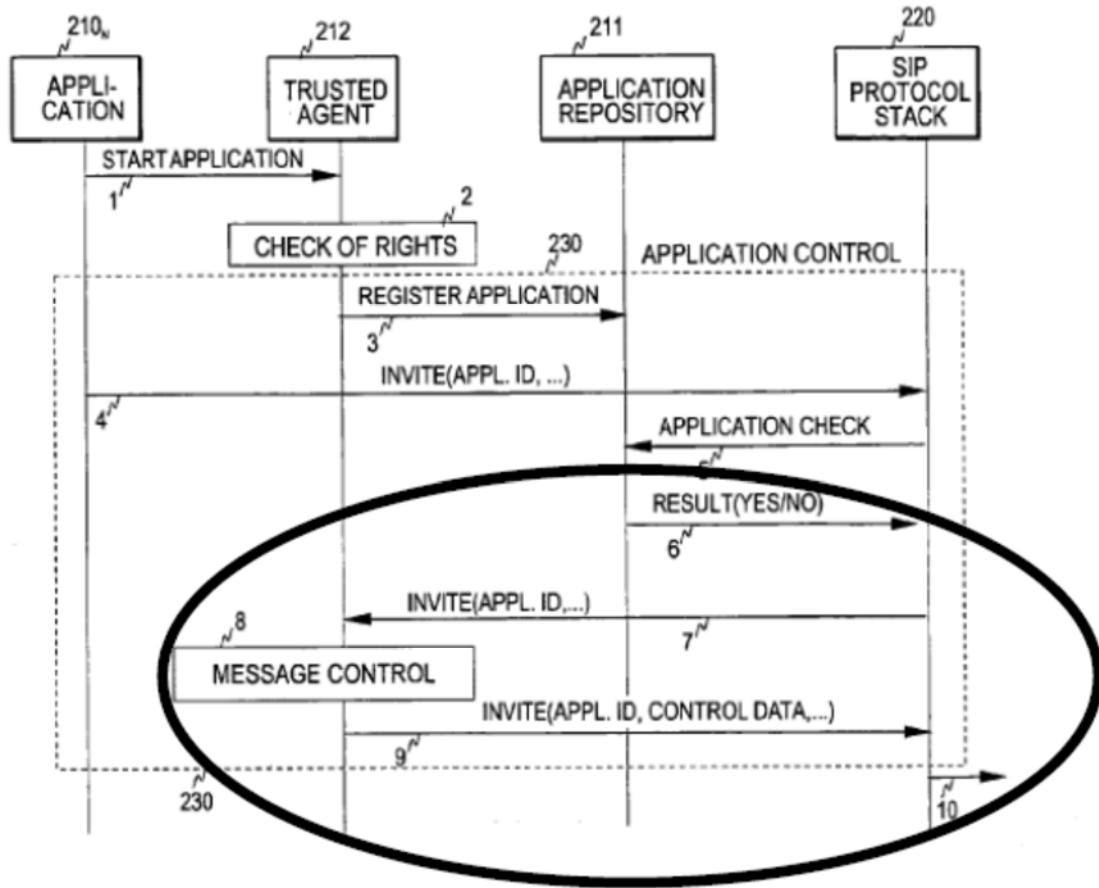 210N
212
211
220
APPLI-
CATION
TRUSTED
AGENT
APPLICATION
REPOSITORY
SIP
PROTOCOL
STACK
START APPLICATION
1
2
CHECK OF RIGHTS
230
APPLICATION CONTROL
REGISTER APPLICATION
3
INVITE(APPL. ID, ...)
4
APPLICATION CHECK
RESULT(YES/NO)
6
INVITE(APPL. ID,...)
7
8
MESSAGE CONTROL
INVITE(APPL. ID, CONTROL DATA,...)
9
230
10